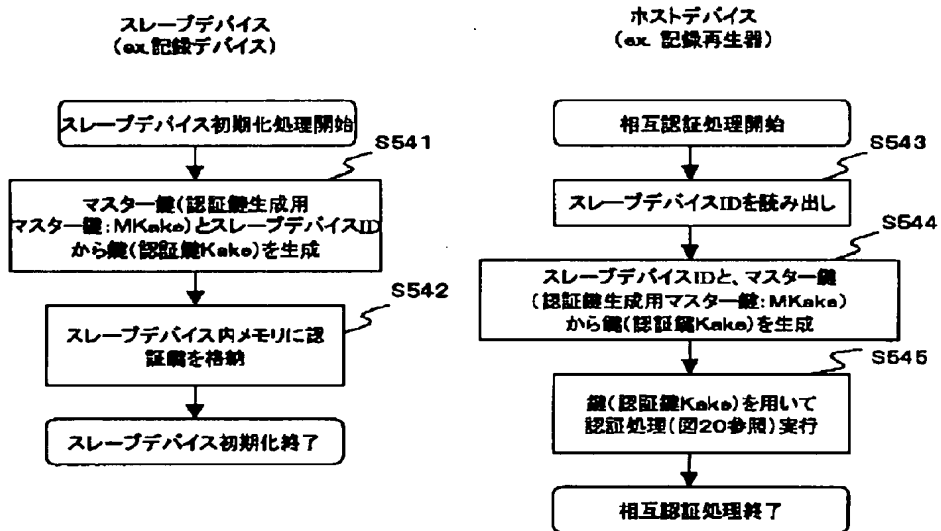 スレーブデバイス
(ex.記録デバイス)
スレーブデバイス初期化処理開始
S541
マスター鍵(認証鍵生成用
マスター鍵:MKake)とスレーブデバイスID
から鍵(認証鍵Kake)を生成
S542
スレーブデバイス内メモリに認
証鍵を格納
スレーブデバイス初期化終了
ホストデバイス
(ex. 記録再生器)
相互認証処理開始
S543
スレーブデバイスIDを読み出し
S544
スレーブデバイスIDと、マスター鍵
(認証鍵生成用マスター鍵:MKake)
から鍵(認証鍵Kake)を生成
S545
鍵(認証鍵Kake)を用いて
認証処理(図20参照)実行
相互認証処理終了